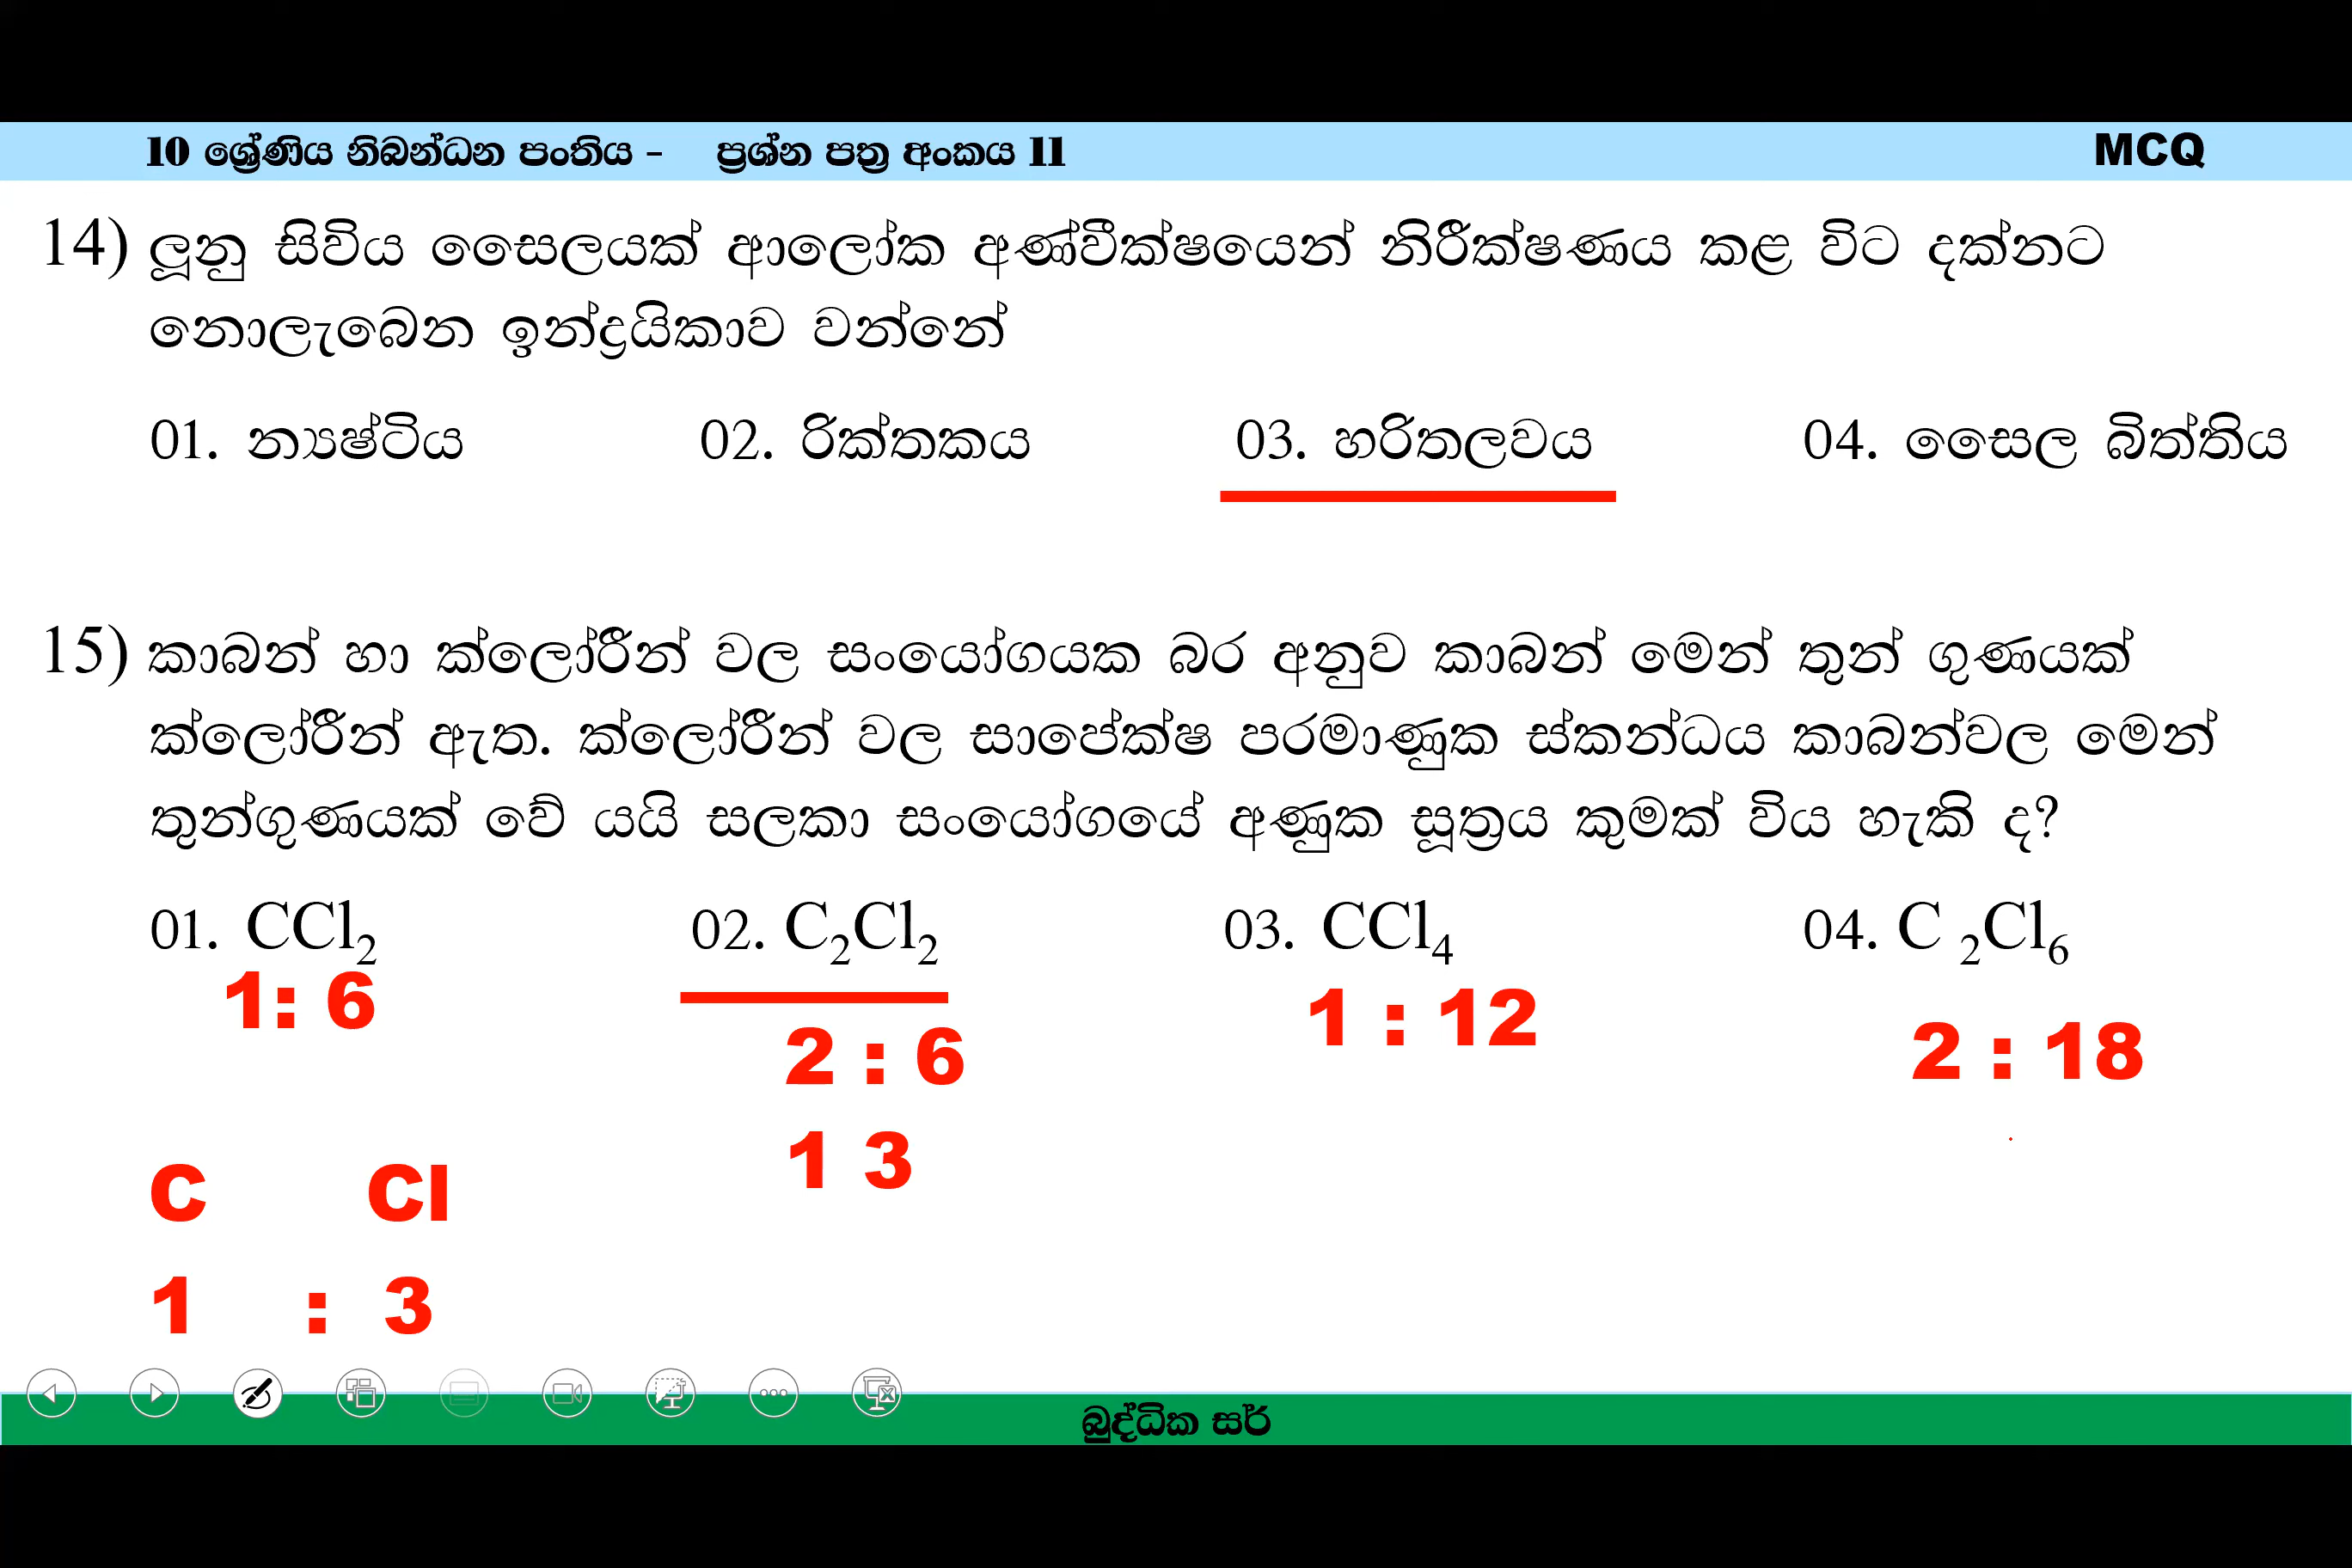 10 ශ්‍රේණිය නිබන්ධන පංතිය - ප්‍රශ්න පත්‍ර අංකය 11 MCQ
14) ලූනු සිවිය සෛලයක් ආලෝක අණ්වීක්ෂයෙන් නිරීක්ෂණය කළ විට දක්නට
නොලැබෙන ඉන්ද්‍රයිකාව වන්නේ
01. න්‍යෂ්ටිය 02. රික්තකය 03. හරිතලවය 04. සෛල බිත්තිය
15) කාබන් හා ක්ලෝරීන් වල සංයෝගයක බර අනුව කාබන් මෙන් තුන් ගුණයක්
ක්ලෝරීන් ඇත. ක්ලෝරීන් වල සාපේක්ෂ පරමාණුක ස්කන්ධය කාබන්වල මෙන්
තුන්ගුණයක් වේ යයි සලකා සංයෝගයේ අණුක සූත්‍රය කුමක් විය හැකි ද?
01. CCl₂ 02. C₂Cl₂ 03. CCl₄ 04. C ₂Cl₆
1: 6 2 : 6 1 : 12 2 : 18
1 3
C Cl
1 : 3
බුද්ධික සර්